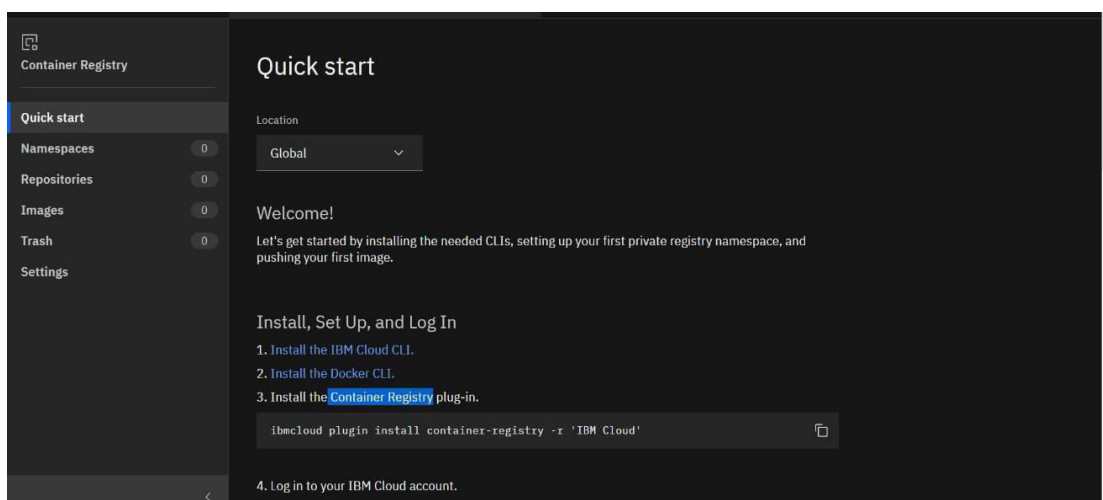 Container Registry
Quick start
Namespaces 0
Repositories 0
Images 0
Trash 0
Settings
Quick start
Location
Global
Welcome!
Let's get started by installing the needed CLIs, setting up your first private registry namespace, and
pushing your first image.
Install, Set Up, and Log In
1. Install the IBM Cloud CLI.
2. Install the Docker CLI.
3. Install the Container Registry plug-in.
ibmcloud plugin install container-registry -r 'IBM Cloud'
4. Log in to your IBM Cloud account.